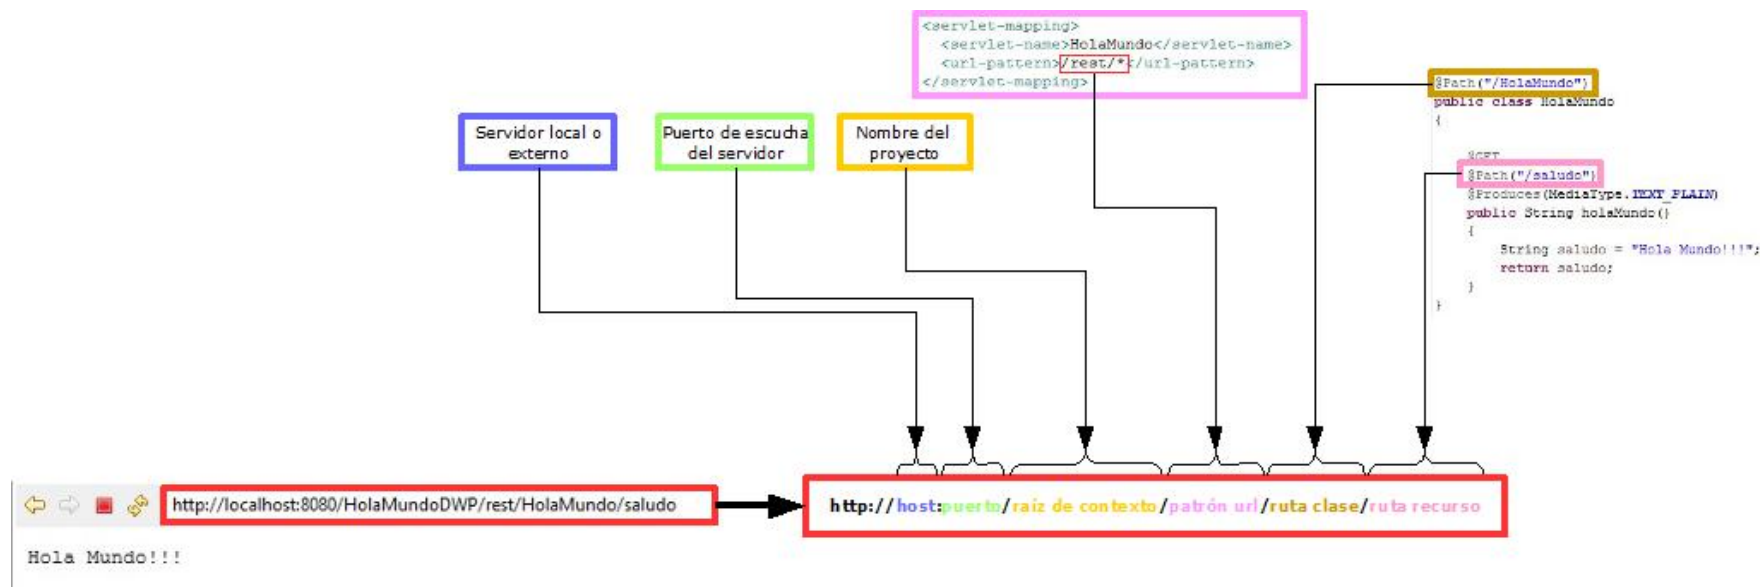 <servlet-mapping>
<servlet-name>HolaMundo</servlet-name>
<url-pattern>/rest/*</url-pattern>
</servlet-mapping>
@Path("/HolaMundo")
public class HolaMundo
{
@GET
@Path("/saludo")
@Produces(MediaType.TEXT_PLAIN)
public String holaMundo()
{
String saludo = "Hola Mundo!!!";
return saludo;
}
}
Servidor local o
externo
Puerto de escucha
del servidor
Nombre del
proyecto
http://localhost:8080/HolaMundoDWP/rest/HolaMundo/saludo
http://host:puerto/raiz de contexto/patrón url/ruta clase/ruta recurso
Hola Mundo!!!